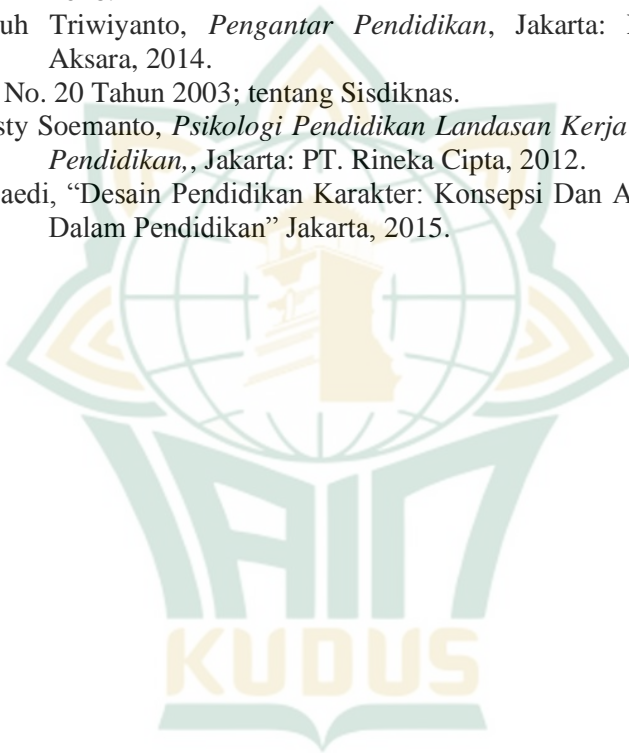 uh Triwiyanto, Pengantar Pendidikan, Jakarta:
Aksara, 2014.
No. 20 Tahun 2003; tentang Sisdiknas.
sty Soemanto, Psikologi Pendidikan Landasan Kerja
Pendidikan,, Jakarta: PT. Rineka Cipta, 2012.
aedi, “Desain Pendidikan Karakter: Konsepsi Dan A
Dalam Pendidikan” Jakarta, 2015.
IAIN
KUDUS